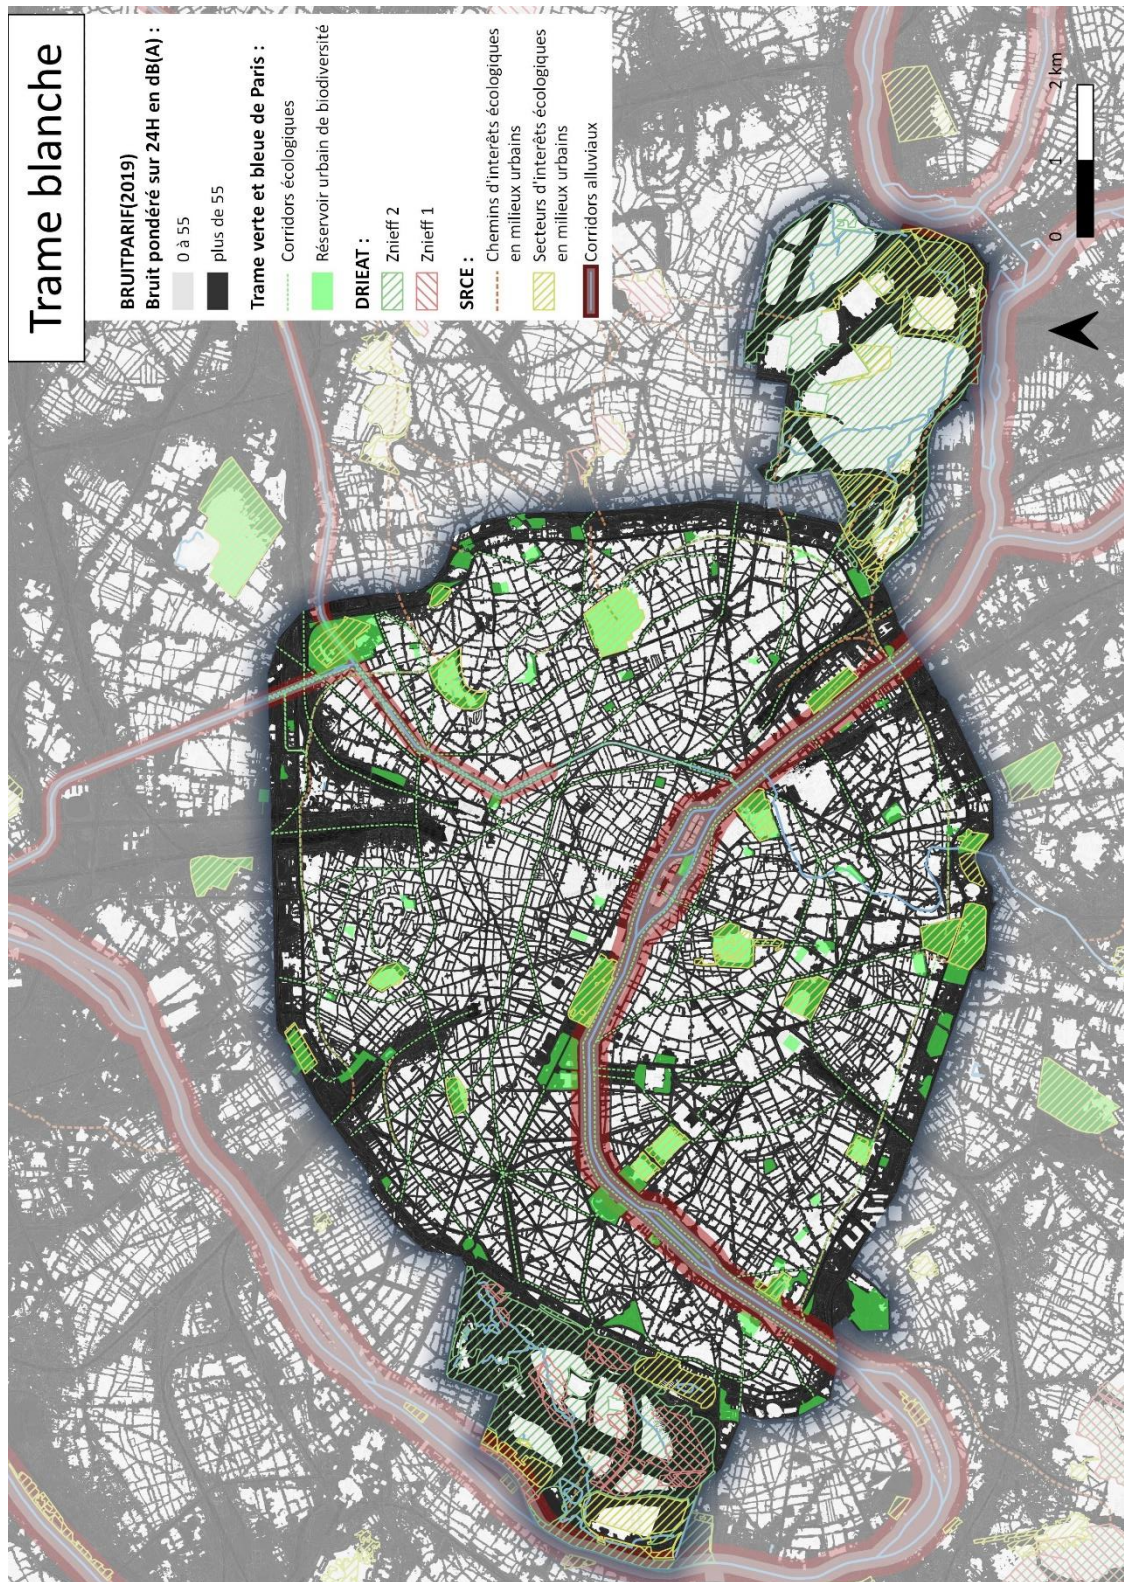 Trame blanche
BRUITPARIF(2019)
Bruit pondéré sur 24H en dB(A) :
0 à 55
plus de 55
Trame verte et bleue de Paris :
Corridors écologiques
Réservoir urbain de biodiversité
DRIEAT :
Znieff 2
Znieff 1
SRCE :
Chemins d'interêts écologiques
en milieux urbains
Secteurs d'interêts écologiques
en milieux urbains
Corridors alluviaux
0 1 2 km